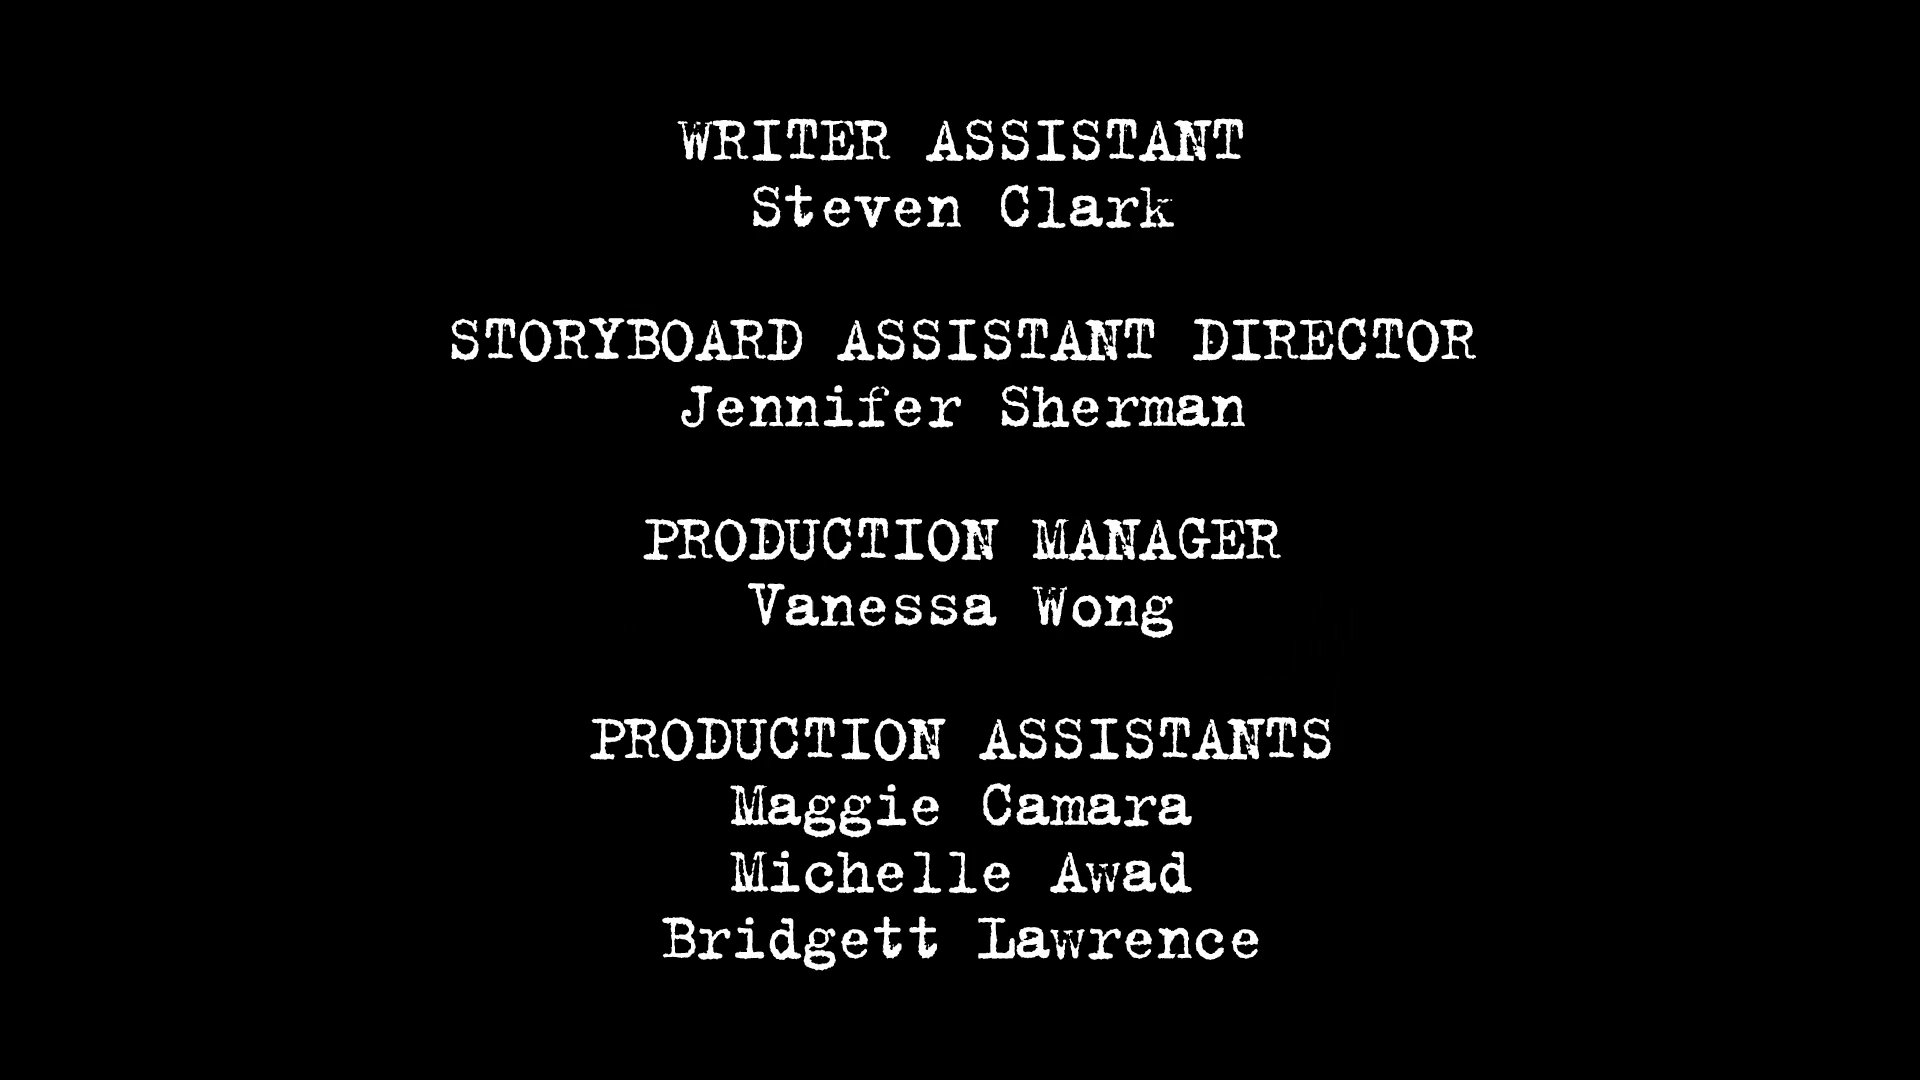 WRITER ASSISTANT
Steven Clark
STORYBOARD ASSISTANT DIRECTOR
Jennifer Sherman
PRODUCTION MANAGER
Vanessa Wong
PRODUCTION ASSISTANTS
Maggie Camara
Michelle Awad
Bridgett Lawrence